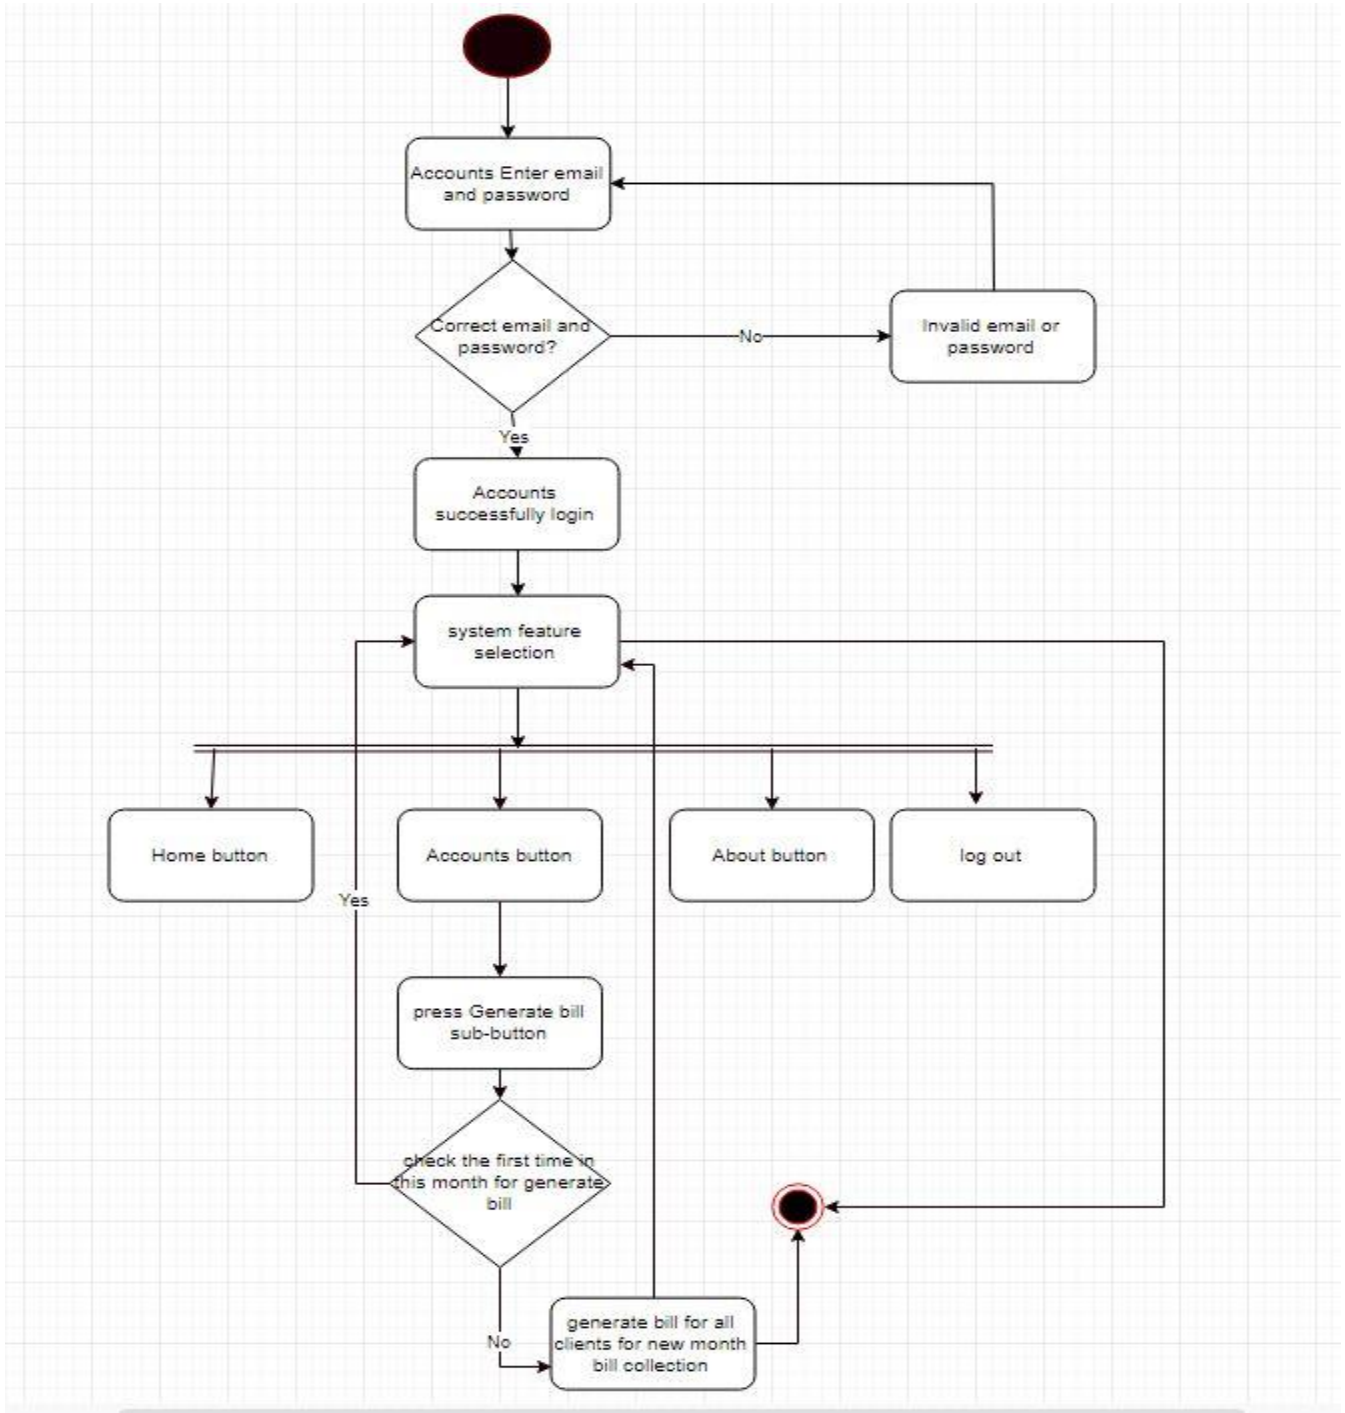 Accounts Enter email
and password
Correct email and
password?
No
Invalid email or
password
Yes
Accounts
successfully login
system feature
selection
Home button
Accounts button
About button
log out
Yes
press Generate bill
sub-button
check the first time in
this month for generate
bill
No
generate bill for all
clients for new month
bill collection